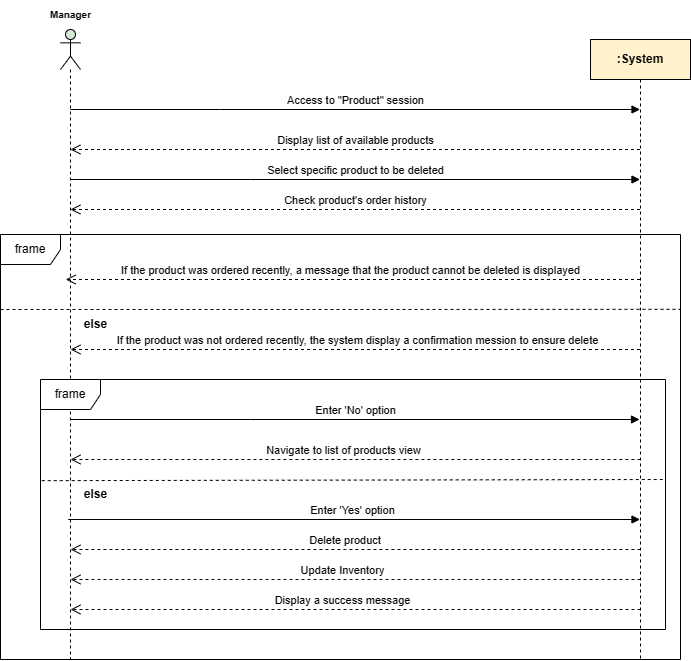 Manager
:System
Access to "Product" session
Display list of available products
Select specific product to be deleted
Check product's order history
frame
If the product was ordered recently, a message that the product cannot be deleted is displayed
else
If the product was not ordered recently, the system display a confirmation mession to ensure delete
frame
Enter 'No' option
Navigate to list of products view
else
Enter 'Yes' option
Delete product
Update Inventory
Display a success message